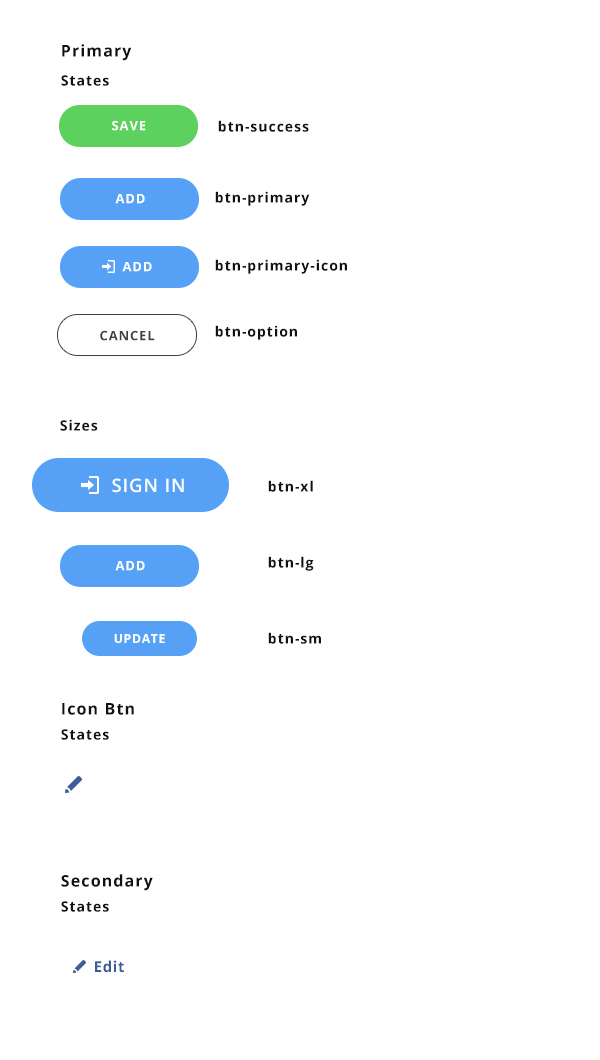 Primary
States
SAVE btn-success
ADD btn-primary
ADD btn-primary-icon
CANCEL btn-option
Sizes
SIGN IN btn-xl
ADD btn-lg
UPDATE btn-sm
Icon Btn
States
Secondary
States
Edit